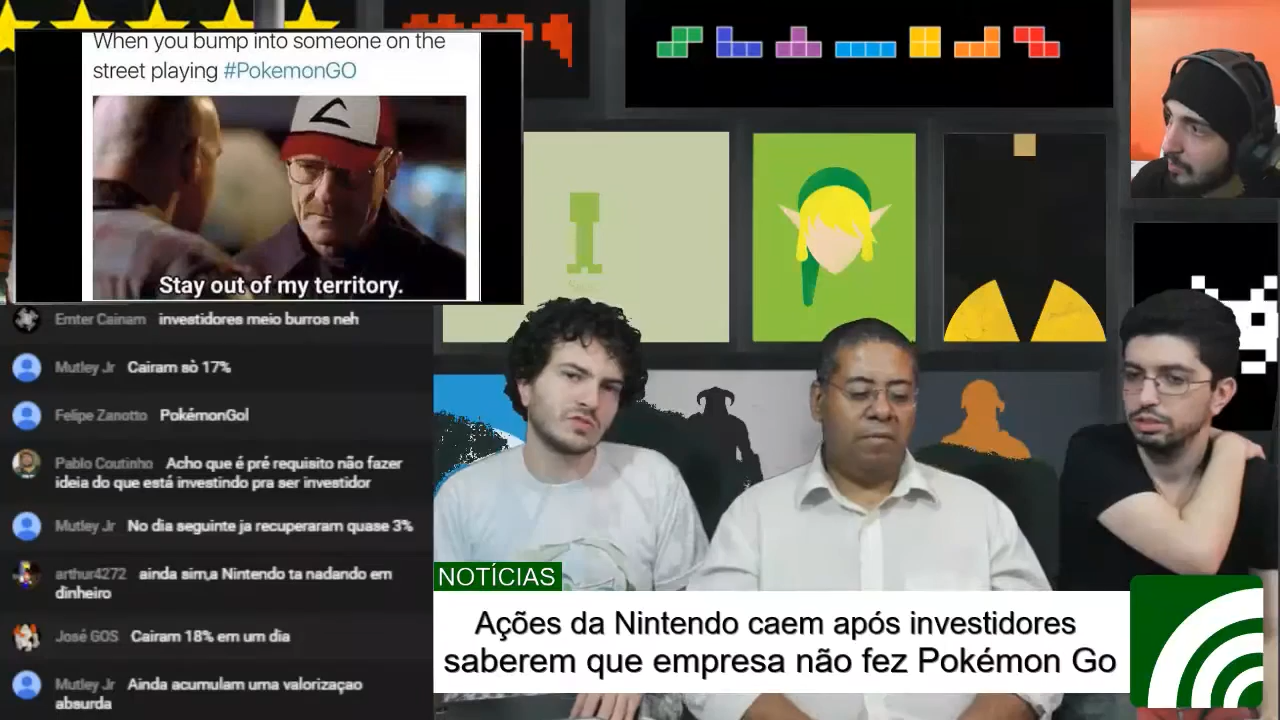 When you bump into someone on the
street playing #PokemonGO
Stay out of my territory.
Emter Cainam investidores meio burros neh
Mutley Jr Cairam sò 17%
Felipe Zanotto PokémonGo!
Pablo Coutinho Acho que é pré requisito não fazer
ideia do que está investindo pra ser investidor
Mutley Jr No dia seguinte ja recuperaram quase 3%
arthur4272 ainda sim,a Nintendo ta nadando em
dinheiro
José GOS Cairam 18% em um dia
Mutley Jr Ainda acumulam uma valorizaçao
absurda
NOTÍCIAS
Ações da Nintendo caem após investidores
saberem que empresa não fez Pokémon Go